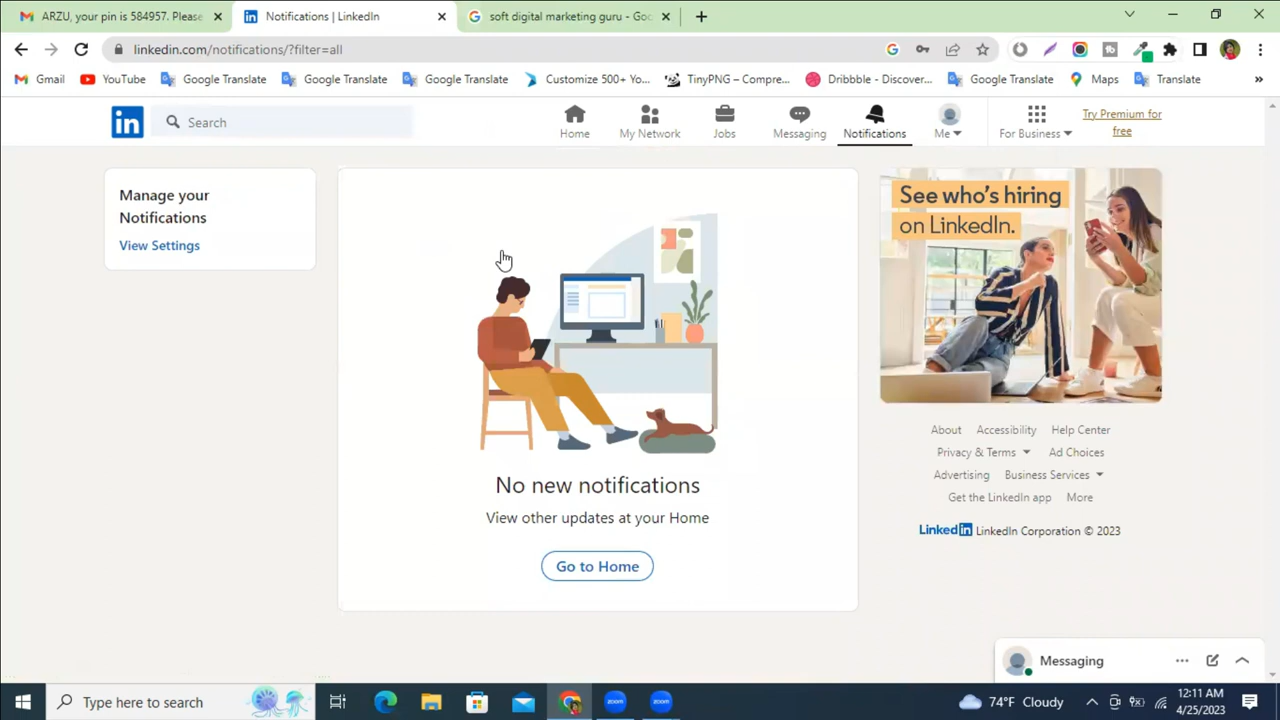 ARZU, your pin is 584957. Please
Notifications | LinkedIn
soft digital marketing guru - Goo
linkedin.com/notifications/?filter=all
Gmail
YouTube
Google Translate
Google Translate
Google Translate
Customize 500+ Yo...
TinyPNG – Compre...
Dribbble - Discover...
Google Translate
Maps
Translate
in
Search
Home
My Network
Jobs
Messaging
Notifications
Me
For Business
Try Premium for
free
Manage your
Notifications
View Settings
No new notifications
View other updates at your Home
Go to Home
See who's hiring
on LinkedIn.
About Accessibility Help Center
Privacy & Terms Ad Choices
Advertising Business Services
Get the LinkedIn app More
LinkedIn LinkedIn Corporation © 2023
Messaging
Type here to search
zoom
zoom
74°F Cloudy
12:11 AM
4/25/2023